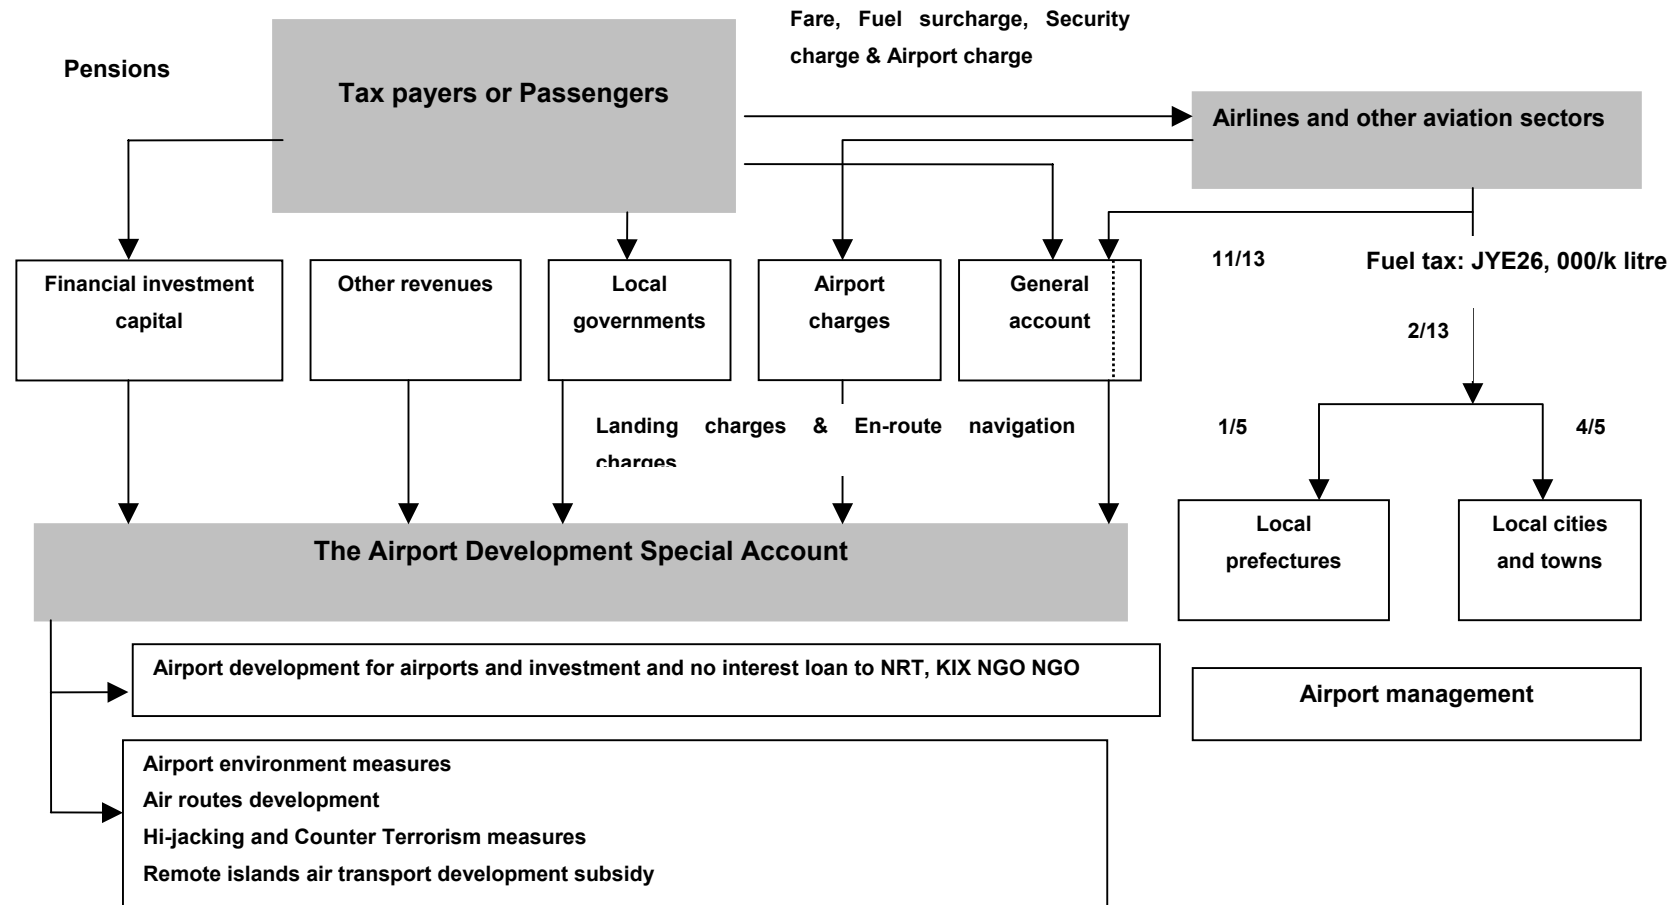 Fare, Fuel surcharge, Security
charge & Airport charge
Pensions
Tax payers or Passengers
Airlines and other aviation sectors
Financial investment
capital
Other revenues
Local
governments
Airport
charges
General
account
11/13
Fuel tax: JYE26, 000/k litre
2/13
Landing charges & En-route navigation
charges
1/5
4/5
Local
prefectures
Local cities
and towns
The Airport Development Special Account
Airport development for airports and investment and no interest loan to NRT, KIX NGO NGO
Airport management
Airport environment measures
Air routes development
Hi-jacking and Counter Terrorism measures
Remote islands air transport development subsidy